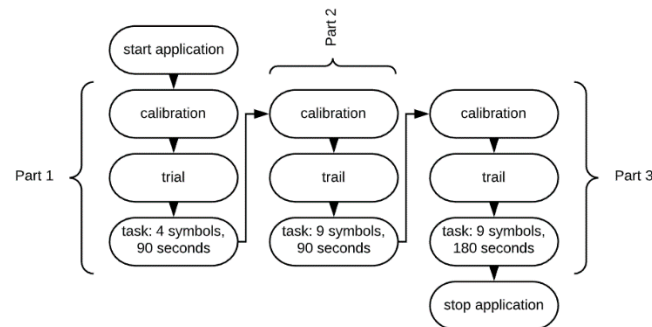 start application
Part 1
calibration
trial
task: 4 symbols,
90 seconds
Part 2
calibration
trail
task: 9 symbols,
90 seconds
calibration
trail
task: 9 symbols,
180 seconds
Part 3
stop application